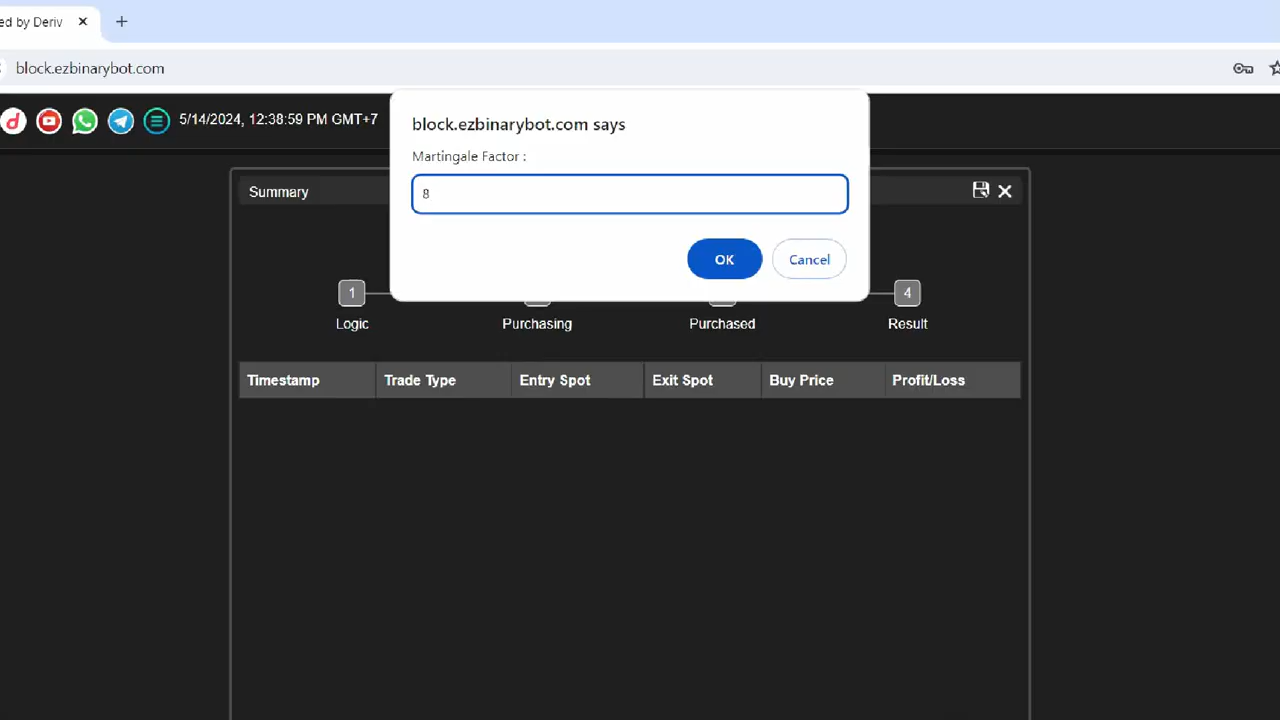 ed by Deriv
block.ezbinarybot.com
5/14/2024, 12:38:59 PM GMT+7
block.ezbinarybot.com says
Martingale Factor :
8
OK Cancel
Summary
1 4
Logic Purchasing Purchased Result
Timestamp Trade Type Entry Spot Exit Spot Buy Price Profit/Loss